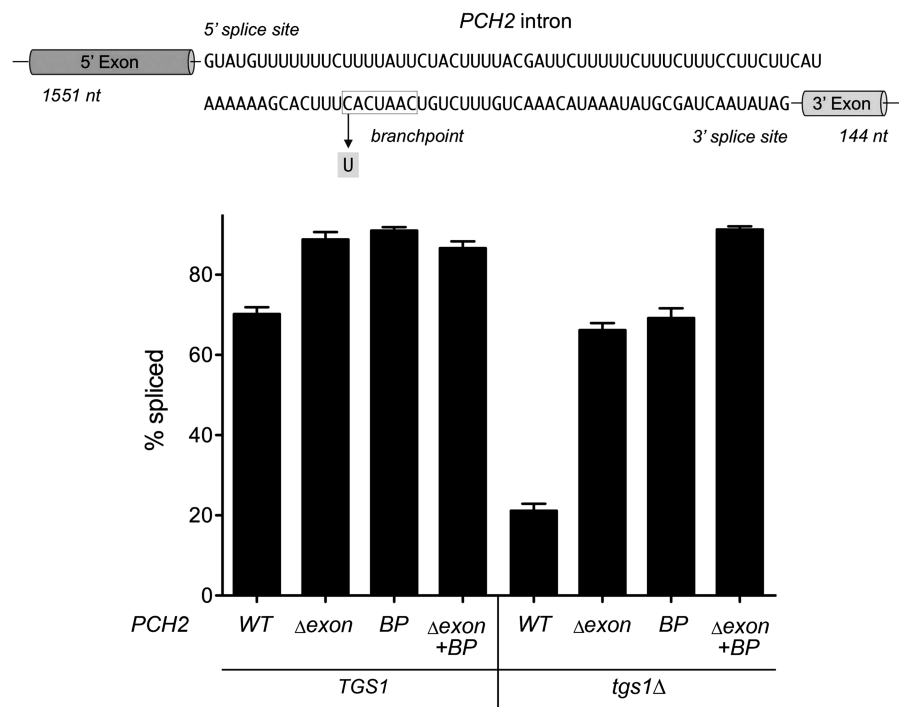 PCH2 intron
5’ splice site
5’ Exon
GUAUGUUUUUUUCUUUUAUUCUACUUUUACGAUUCUUUUUCUUUCUUUCCUUCUUCAU
1551 nt
AAAAAAGCACUUUCACUAACUGUCUUUGUCAAACAUAAAUAUGCGAUCAAUAUAG
3’ Exon
branchpoint
3’ splice site
144 nt
U
% spliced
80
60
40
20
0
PCH2
WT
Δexon
BP
Δexon
+BP
WT
Δexon
BP
Δexon
+BP
TGS1
tgs1Δ